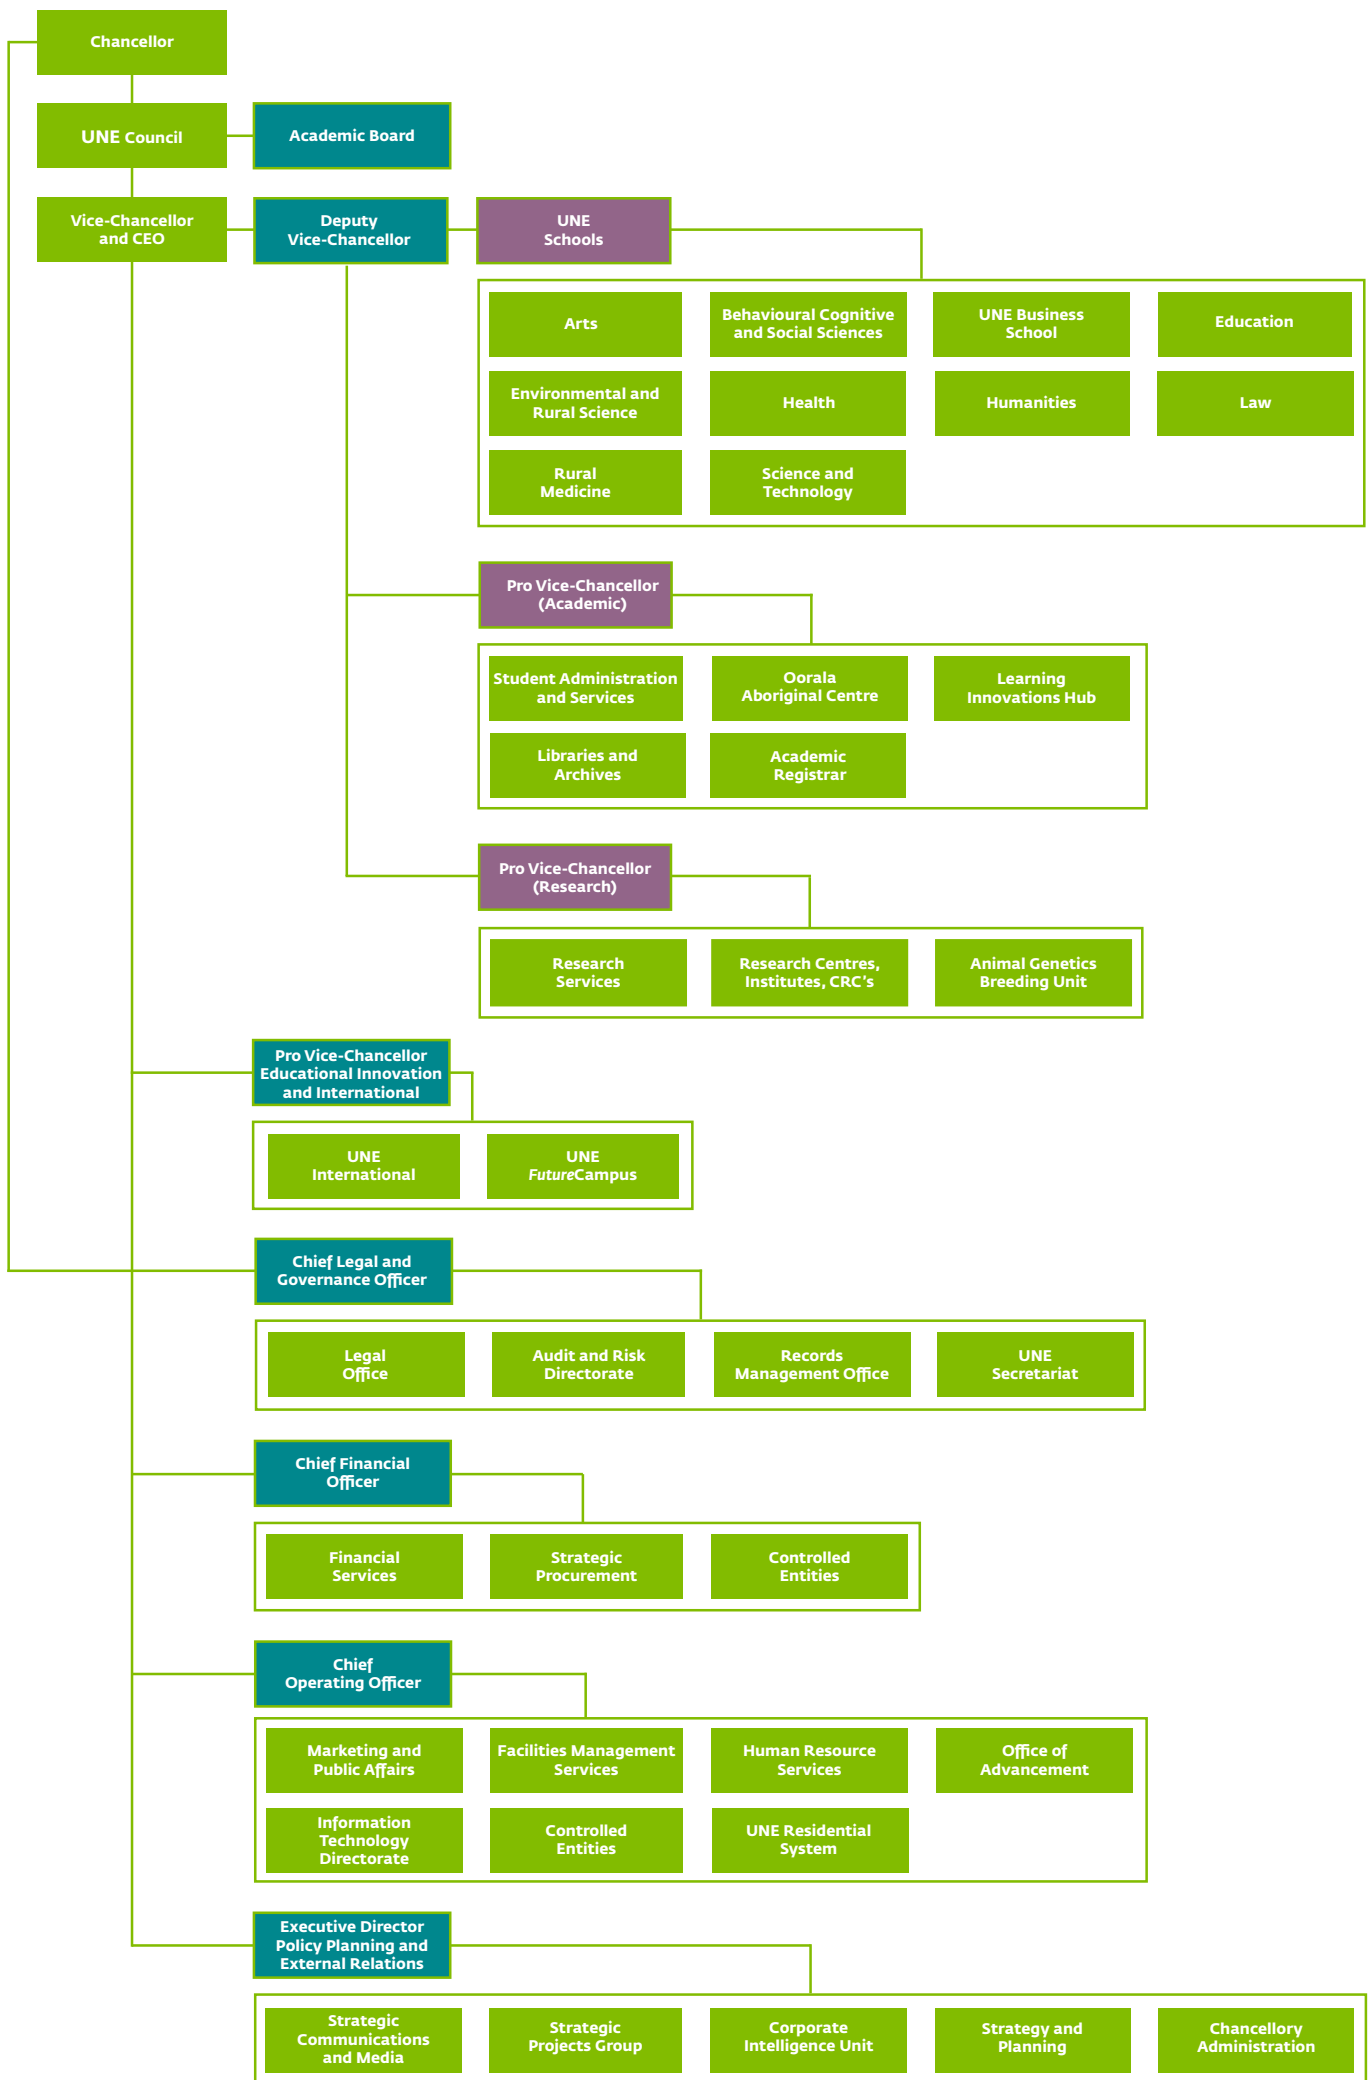 Chancellor
UNE Council
Academic Board
Vice-Chancellor
and CEO
Deputy
Vice-Chancellor
UNE
Schools
Arts
Behavioural Cognitive
and Social Sciences
UNE Business
School
Education
Environmental and
Rural Science
Health
Humanities
Law
Rural
Medicine
Science and
Technology
Pro Vice-Chancellor
(Academic)
Student Administration
and Services
Oorala
Aboriginal Centre
Learning
Innovations Hub
Libraries and
Archives
Academic
Registrar
Pro Vice-Chancellor
(Research)
Research
Services
Research Centres,
Institutes, CRC's
Animal Genetics
Breeding Unit
Pro Vice-Chancellor
Educational Innovation
and International
UNE
International
UNE
FutureCampus
Chief Legal and
Governance Officer
Legal
Office
Audit and Risk
Directorate
Records
Management Office
UNE
Secretariat
Chief Financial
Officer
Financial
Services
Strategic
Procurement
Controlled
Entities
Chief
Operating Officer
Marketing and
Public Affairs
Facilities Management
Services
Human Resource
Services
Office of
Advancement
Information
Technology
Directorate
Controlled
Entities
UNE Residential
System
Executive Director
Policy Planning and
External Relations
Strategic
Communications
and Media
Strategic
Projects Group
Corporate
Intelligence Unit
Strategy and
Planning
Chancellory
Administration